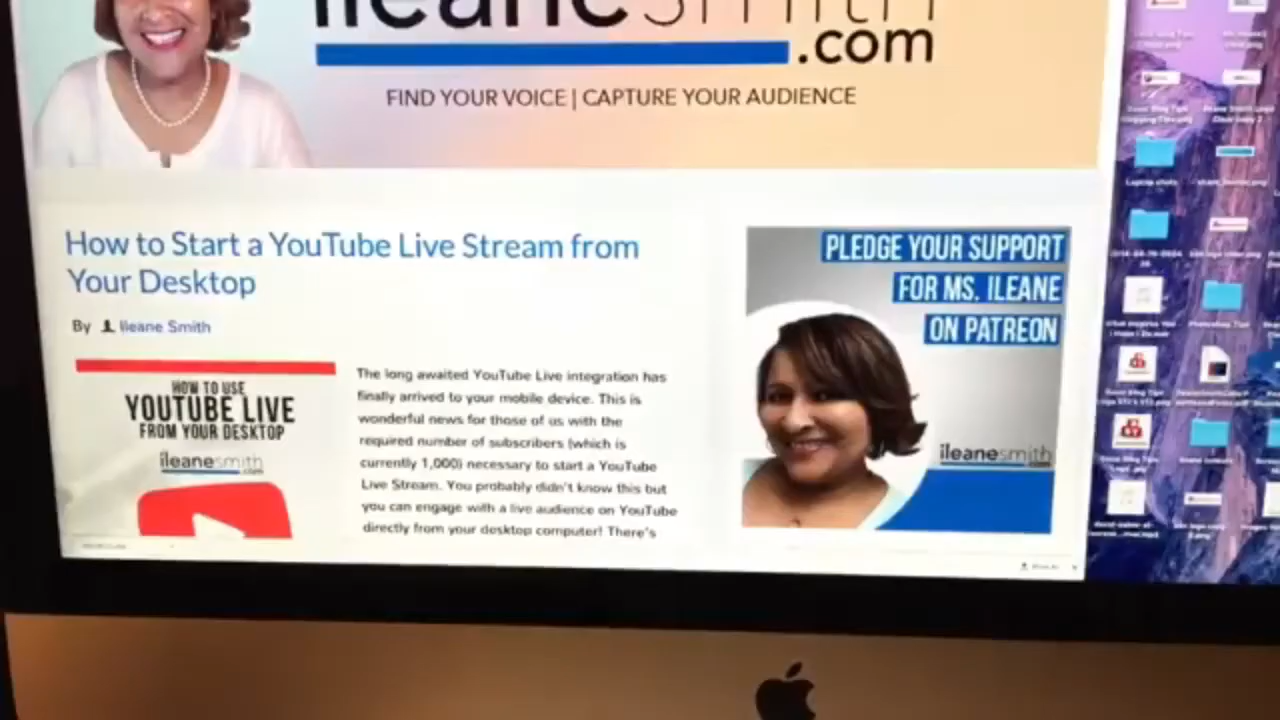 ileanesmith
.com
FIND YOUR VOICE | CAPTURE YOUR AUDIENCE
How to Start a YouTube Live Stream from
Your Desktop
By Ileane Smith
HOW TO USE
YOUTUBE LIVE
FROM YOUR DESKTOP
ileanesmith
.com
The long awaited YouTube Live integration has
finally arrived to your mobile device. This is
wonderful news for those of us with the
required number of subscribers (which is
currently 1,000) necessary to start a YouTube
Live Stream. You probably didn't know this but
you can engage with a live audience on YouTube
directly from your desktop computer! There's
PLEDGE YOUR SUPPORT
FOR MS. ILEANE
ON PATREON
ileanesmith
.com